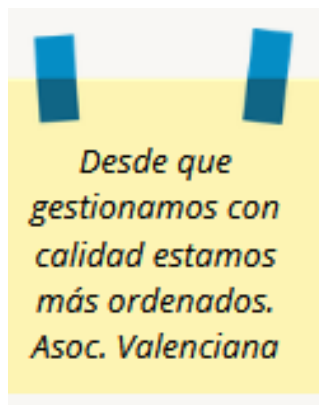 Desde que
gestionamos con
calidad estamos
más ordenados.
Asoc. Valenciana